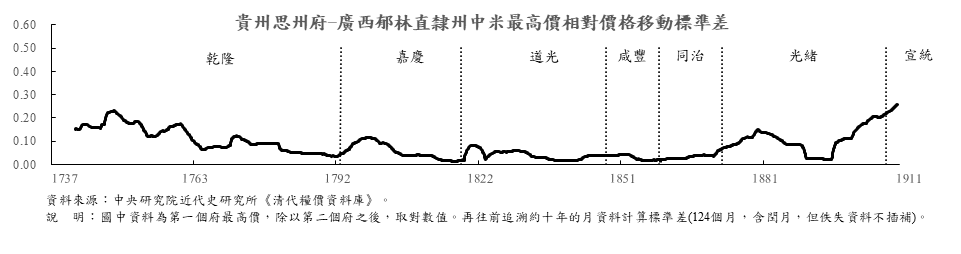 貴州思州府-廣西郁林直隸州中米最高價相對價格移動標準差
0.60
0.50
0.40
0.30
0.20
0.10
0.00
乾隆
嘉慶
道光
咸豐
同治
光緒
宣統
1737
1763
1792
1822
1851
1881
1911
資料來源：中央研究院近代史研究所《清代糧價資料庫》。
說　明：圖中資料為第一個府最高價，除以第二個府之後，取對數值。再往前追溯約十年的月資料計算標準差(124個月，含閏月，但佚失資料不插補)。